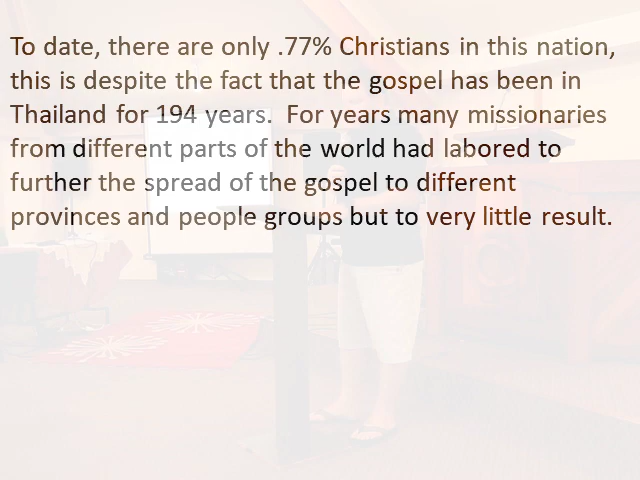 To date, there are only .77% Christians in this nation,
this is despite the fact that the gospel has been in
Thailand for 194 years.  For years many missionaries
from different parts of the world had labored to
further the spread of the gospel to different
provinces and people groups but to very little result.